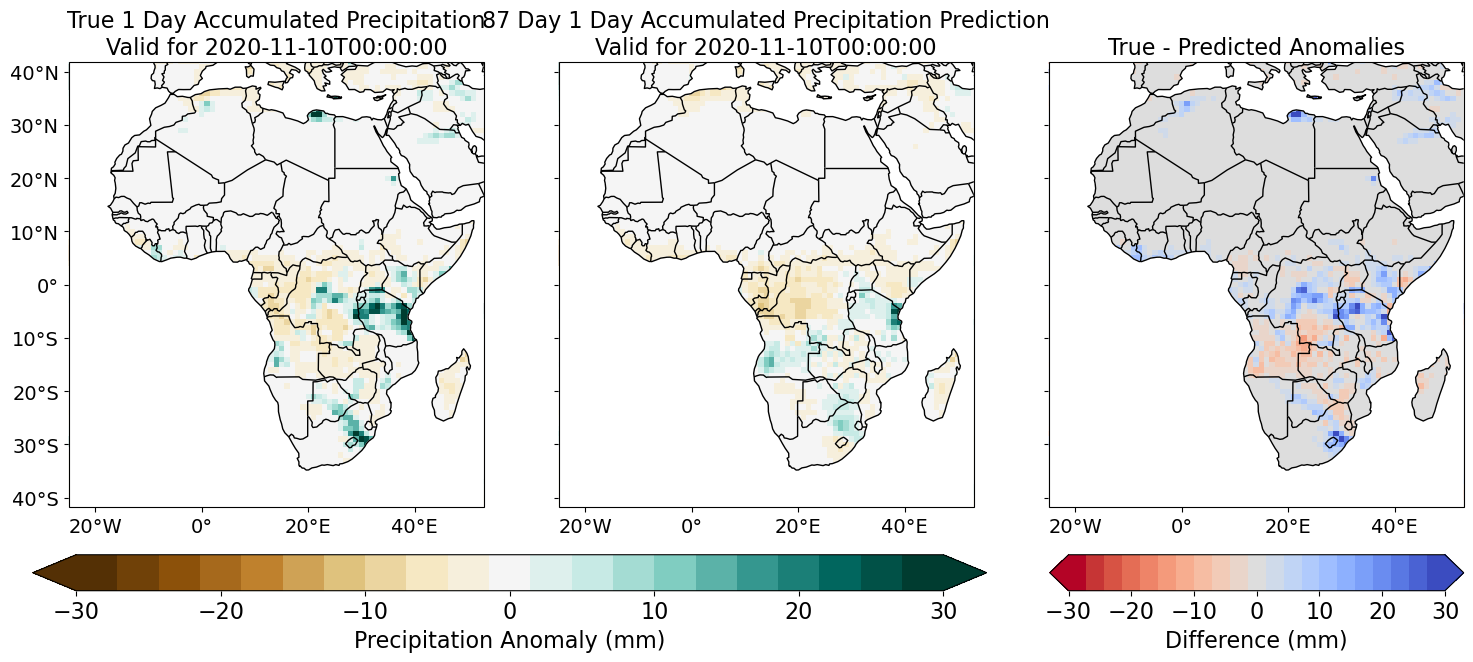 True 1 Day Accumulated Precipitation
Valid for 2020-11-10T00:00:00
87 Day 1 Day Accumulated Precipitation Prediction
Valid for 2020-11-10T00:00:00
True - Predicted Anomalies
40°N
30°N
20°N
10°N
0°
10°S
20°S
30°S
40°S
20°W 0° 20°E 40°E
20°W 0° 20°E 40°E
20°W 0° 20°E 40°E
−30 −20 −10 0 10 20 30
Precipitation Anomaly (mm)
−30 −20 −10 0 10 20 30
Difference (mm)